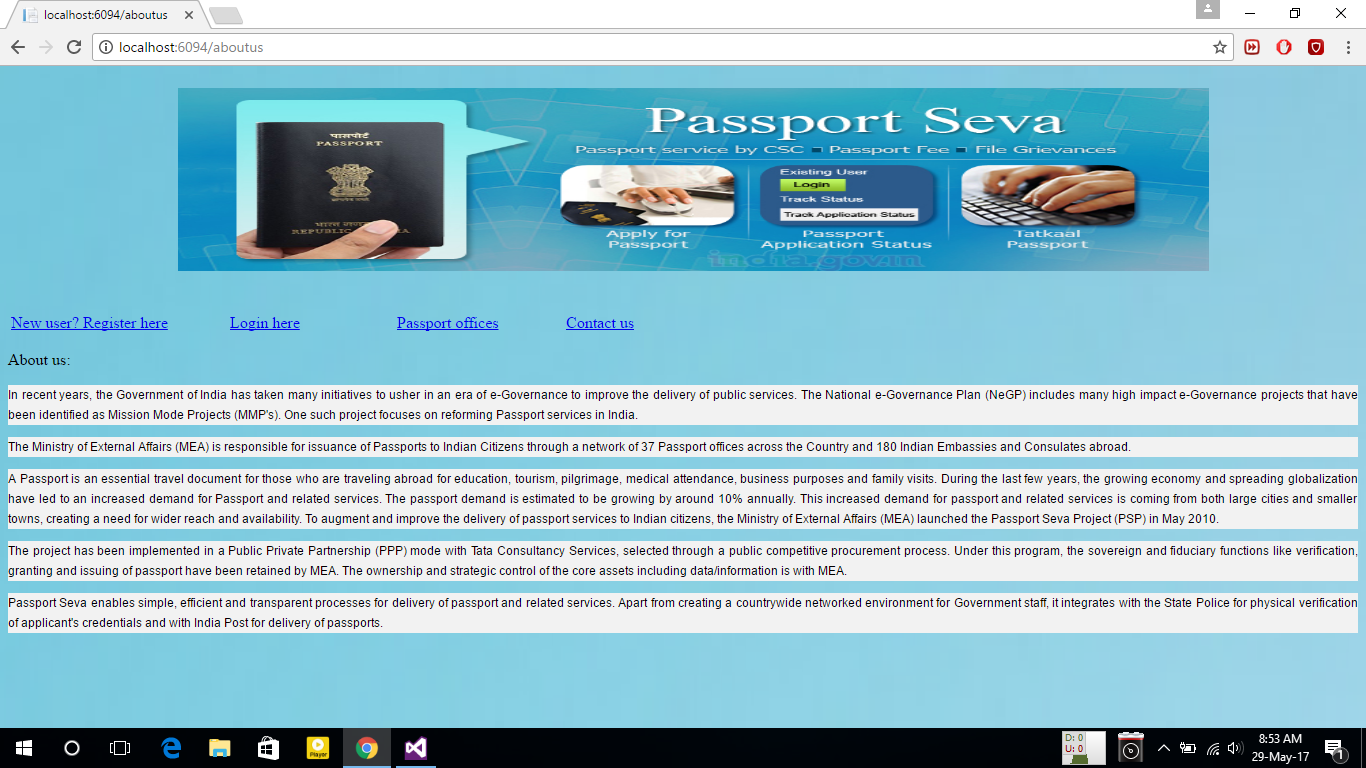 localhost:6094/aboutus
localhost:6094/aboutus
Passport Seva
Passport service by CSC ■ Passport Fee ■ File Grievances
पासपोर्ट
PASSPORT
भारत गणराज्य
REPUBLIC INDIA
Existing User
Login
Track Status
Track Application Status
Apply for
Passport
Passport
Application Status
Tatkaal
Passport
india.gov.in
New user? Register here Login here Passport offices Contact us
About us:
In recent years, the Government of India has taken many initiatives to usher in an era of e-Governance to improve the delivery of public services. The National e-Governance Plan (NeGP) includes many high impact e-Governance projects that have
been identified as Mission Mode Projects (MMP's). One such project focuses on reforming Passport services in India.
The Ministry of External Affairs (MEA) is responsible for issuance of Passports to Indian Citizens through a network of 37 Passport offices across the Country and 180 Indian Embassies and Consulates abroad.
A Passport is an essential travel document for those who are traveling abroad for education, tourism, pilgrimage, medical attendance, business purposes and family visits. During the last few years, the growing economy and spreading globalization
have led to an increased demand for Passport and related services. The passport demand is estimated to be growing by around 10% annually. This increased demand for passport and related services is coming from both large cities and smaller
towns, creating a need for wider reach and availability. To augment and improve the delivery of passport services to Indian citizens, the Ministry of External Affairs (MEA) launched the Passport Seva Project (PSP) in May 2010.
The project has been implemented in a Public Private Partnership (PPP) mode with Tata Consultancy Services, selected through a public competitive procurement process. Under this program, the sovereign and fiduciary functions like verification,
granting and issuing of passport have been retained by MEA. The ownership and strategic control of the core assets including data/information is with MEA.
Passport Seva enables simple, efficient and transparent processes for delivery of passport and related services. Apart from creating a countrywide networked environment for Government staff, it integrates with the State Police for physical verification
of applicant's credentials and with India Post for delivery of passports.
Player
D: 0
U: 0
8:53 AM
29-May-17
1